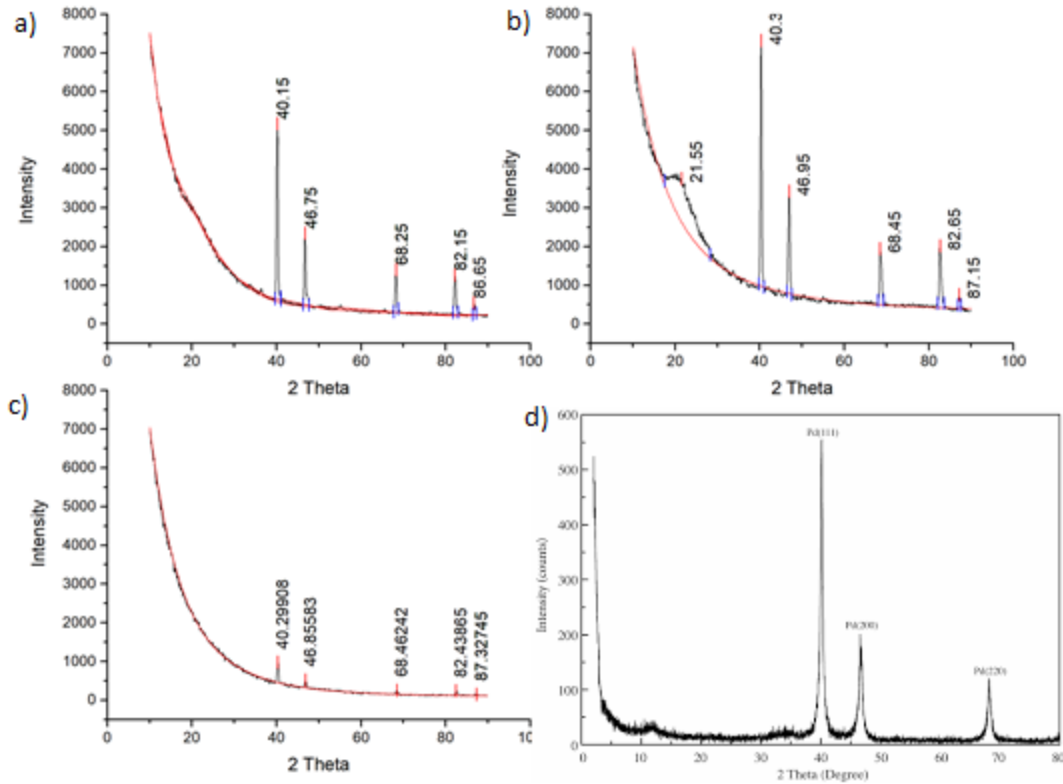 a)
8000
7000
6000
5000
4000
3000
2000
1000
0
Intensity
40.15
46.75
68.25
82.15
86.65
0 20 40 60 80 100
2 Theta
b)
8000
7000
6000
5000
4000
3000
2000
1000
0
Intensity
21.55
40.3
46.95
68.45
82.65
87.15
0 20 40 60 80 100
2 Theta
c)
8000
7000
6000
5000
4000
3000
2000
1000
0
Intensity
40.29908
46.85583
68.46242
82.43865
87.32745
0 20 40 60 80 100
2 Theta
d)
600
500
400
300
200
100
0
Intensity (counts)
Pd(111)
Pd(200)
Pd(220)
0 10 20 30 40 50 60 70 80
2 Theta (Degree)